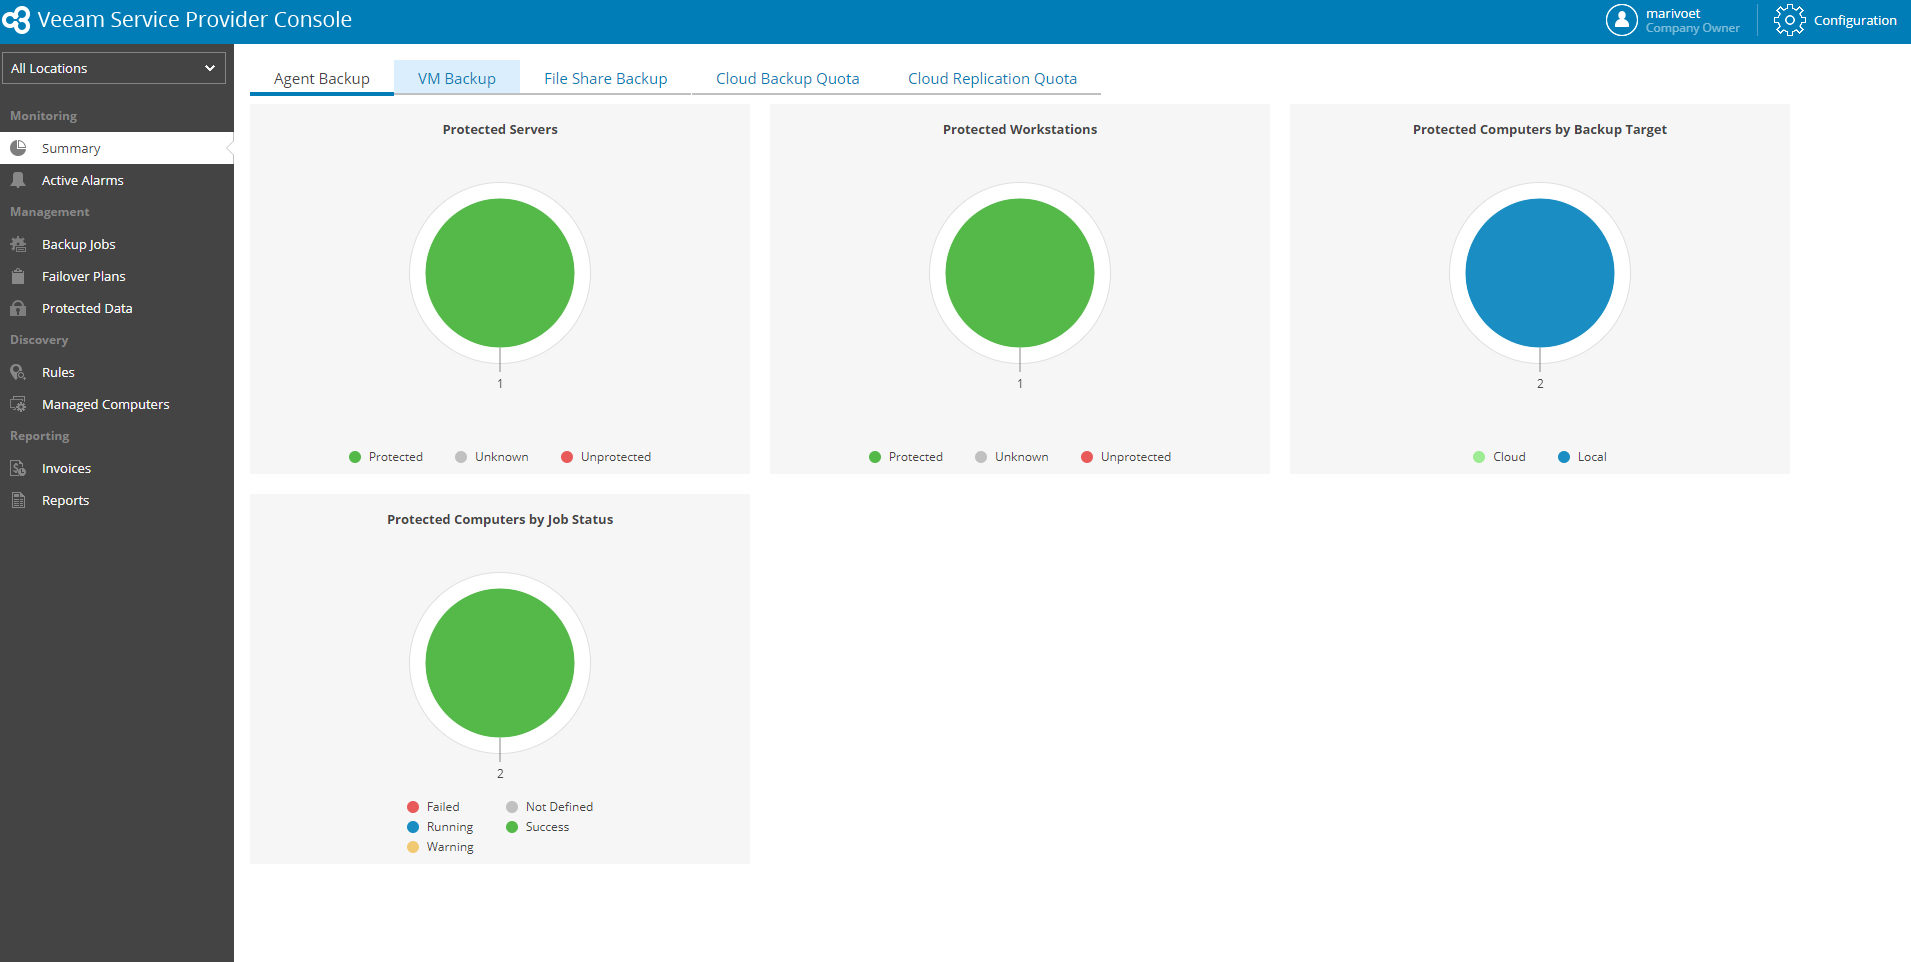 Veeam Service Provider Console
marivoet
Company Owner
Configuration
All Locations
Monitoring
Summary
Active Alarms
Management
Backup Jobs
Failover Plans
Protected Data
Discovery
Rules
Managed Computers
Reporting
Invoices
Reports
Agent Backup VM Backup File Share Backup Cloud Backup Quota Cloud Replication Quota
Protected Servers
1
Protected Unknown Unprotected
Protected Workstations
1
Protected Unknown Unprotected
Protected Computers by Backup Target
2
Cloud Local
Protected Computers by Job Status
2
Failed Not Defined
Running Success
Warning